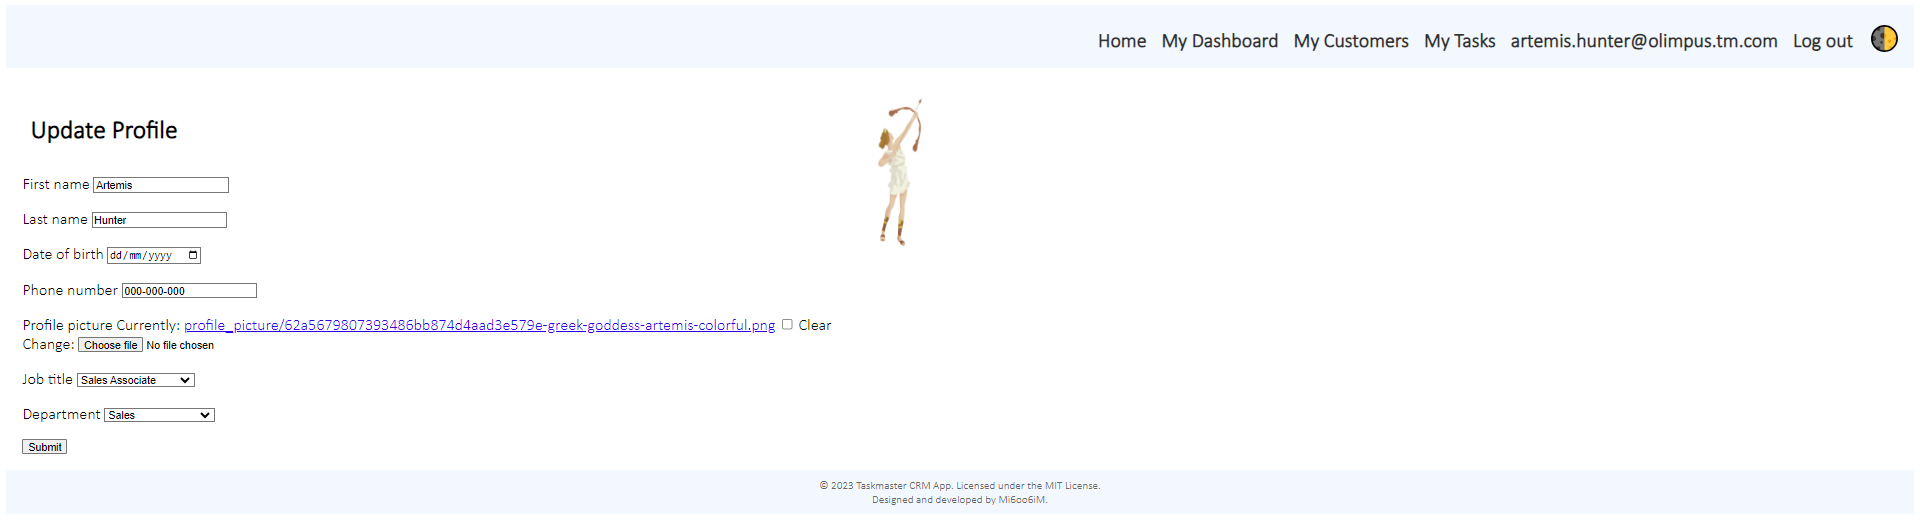 Home My Dashboard My Customers My Tasks artemis.hunter@olimpus.tm.com Log out
Update Profile
First name Artemis
Last name Hunter
Date of birth dd/mm/yyyy
Phone number 000-000-000
Profile picture Currently: profile_picture/62a5679807393486bb874d4aad3e579e-greek-goddess-artemis-colorful.png Clear
Change: Choose file No file chosen
Job title Sales Associate
Department Sales
Submit
© 2023 Taskmaster CRM App. Licensed under the MIT License.
Designed and developed by Mi6oo6iM.